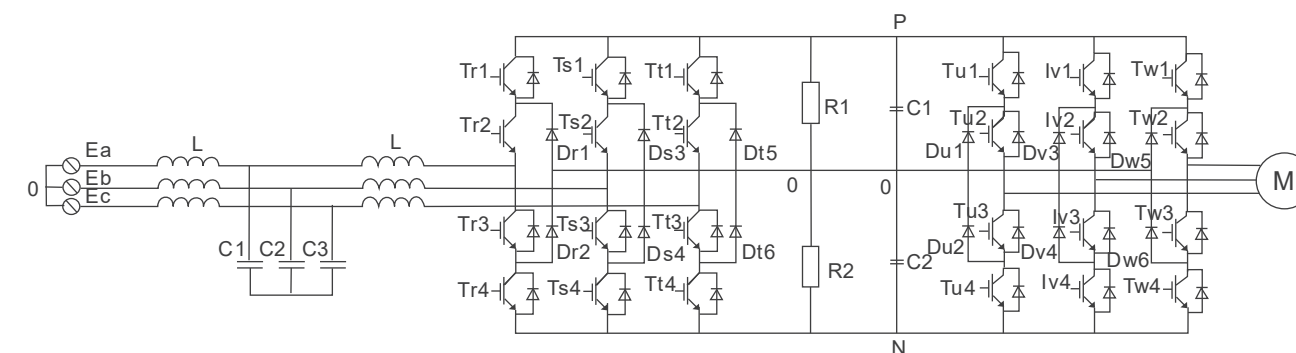 P
Tr1
Ts1
Tt1
Tu1
Iv1
Tw1
R1
C1
Tr2
Ts2
Tt2
Tu2
Iv2
Tw2
Ea
L
L
Dr1
Ds3
Dt5
Du1
Dv3
Dw5
0
Eb
0
0
M
Ec
Tr3
Ts3
Tt3
Tu3
Iv3
Tw3
C1
C2
C3
Dr2
Ds4
Dt6
R2
C2
Du2
Dv4
Dw6
Tr4
Ts4
Tt4
Tu4
Iv4
Tw4
N